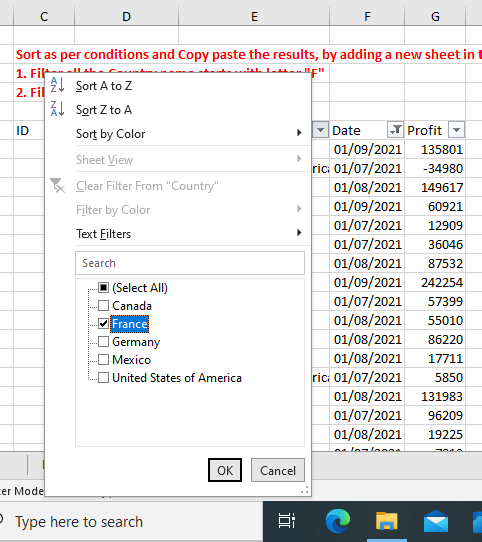 C D E F G
Sort as per conditions and Copy paste the results, by adding a new sheet in
1. Filter all the Country name starts with letter "F"
2. Fil
ID Date Profit
Sort A to Z
Sort Z to A
Sort by Color
Sheet View
Clear Filter From "Country"
Filter by Color
Text Filters
Search
(Select All)
Canada
France
Germany
Mexico
United States of America
OK Cancel
01/09/2021 135801
rica 01/07/2021 -34980
01/08/2021 149617
01/09/2021 60921
01/07/2021 12909
01/07/2021 36046
01/08/2021 87532
01/09/2021 242254
01/07/2021 57399
01/08/2021 55010
01/08/2021 86220
01/08/2021 17711
rica 01/07/2021 5850
01/08/2021 131983
01/07/2021 96209
01/08/2021 19225
ter Mode
Type here to search